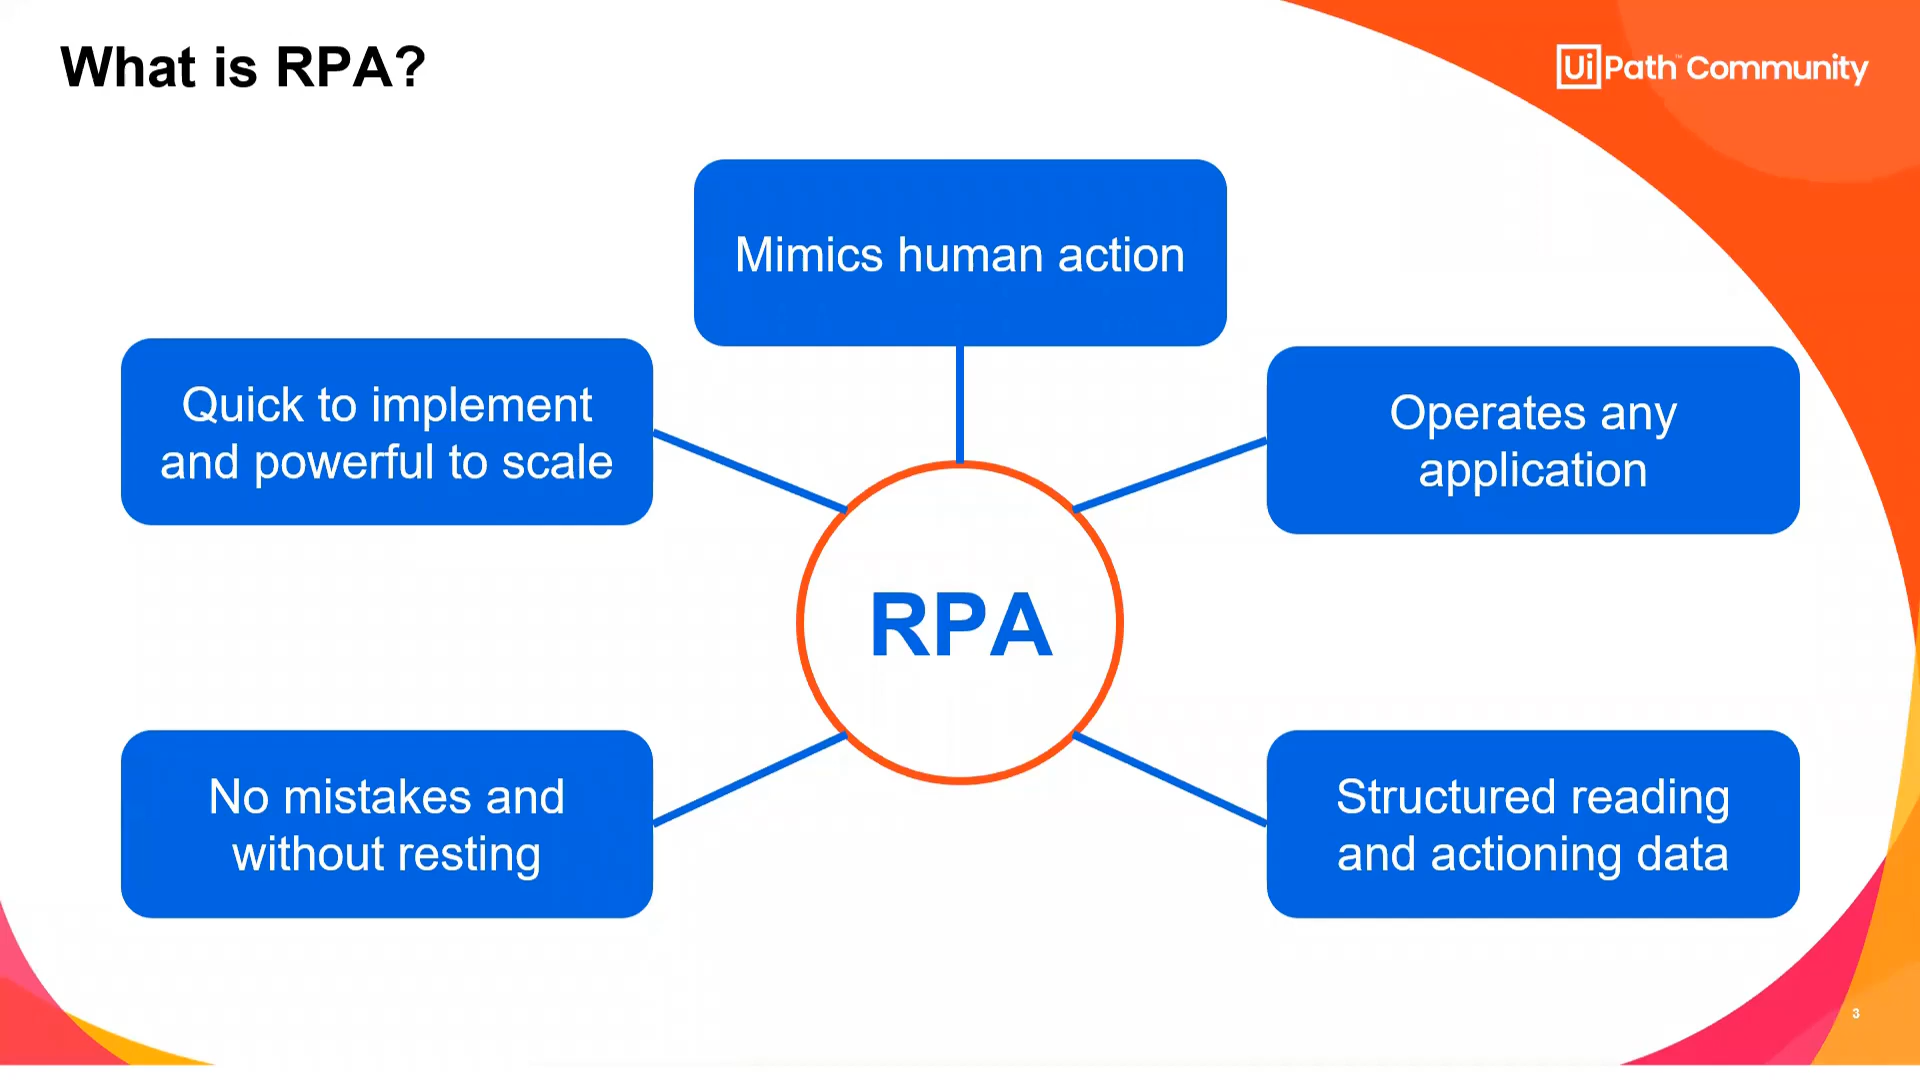 What is RPA?
UiPath™ Community
Mimics human action
Quick to implement
and powerful to scale
Operates any
application
RPA
No mistakes and
without resting
Structured reading
and actioning data
3